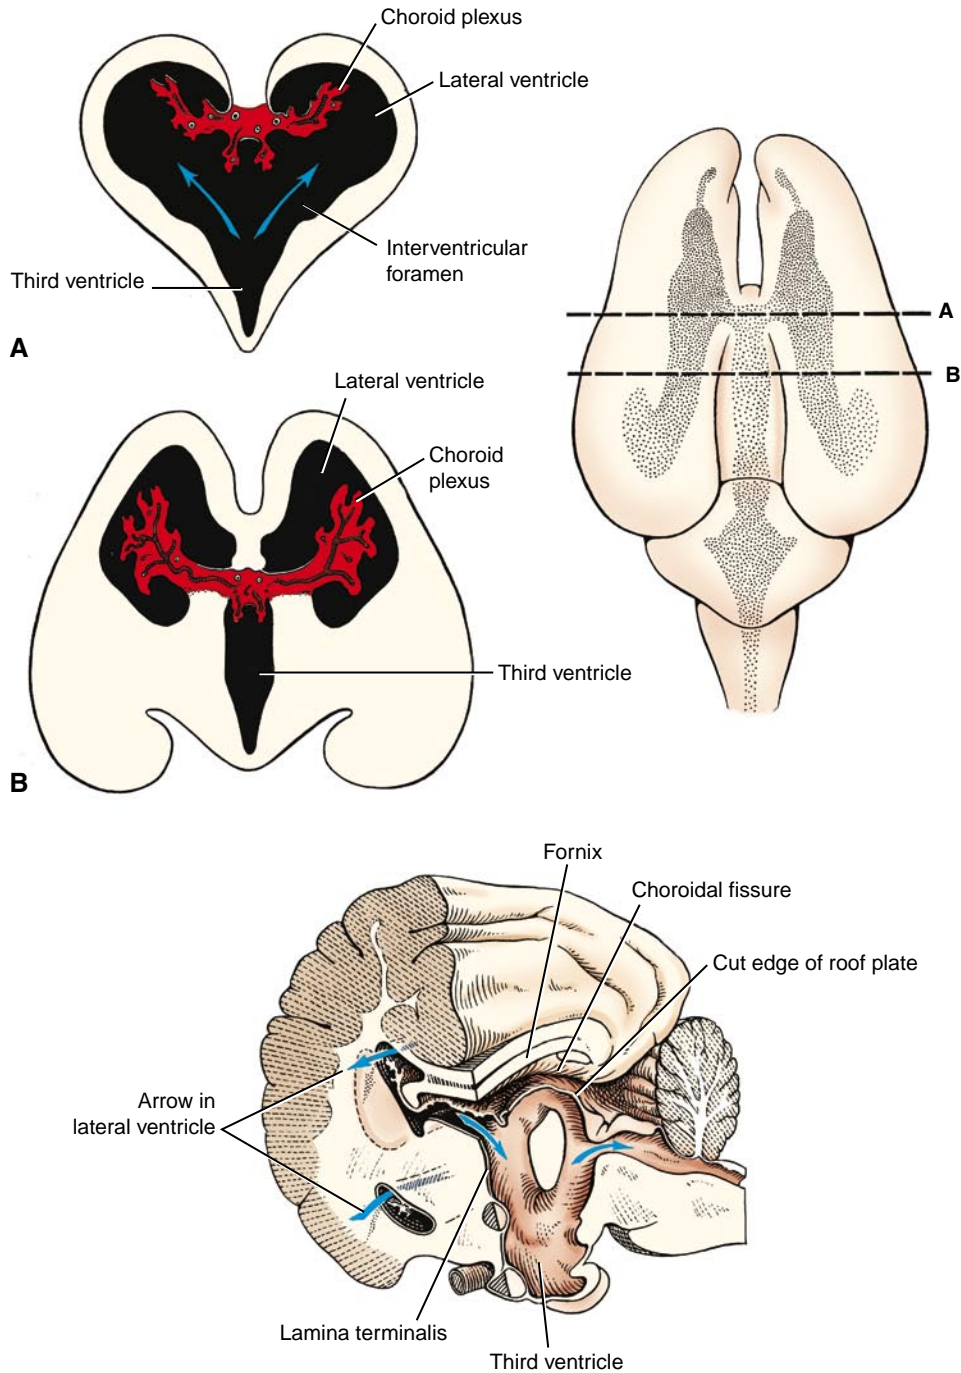 Choroid plexus
Lateral ventricle
Interventricular
foramen
Third ventricle
A
A
B
Lateral ventricle
Choroid
plexus
Third ventricle
B
Fornix
Choroidal fissure
Cut edge of roof plate
Arrow in
lateral ventricle
Lamina terminalis
Third ventricle